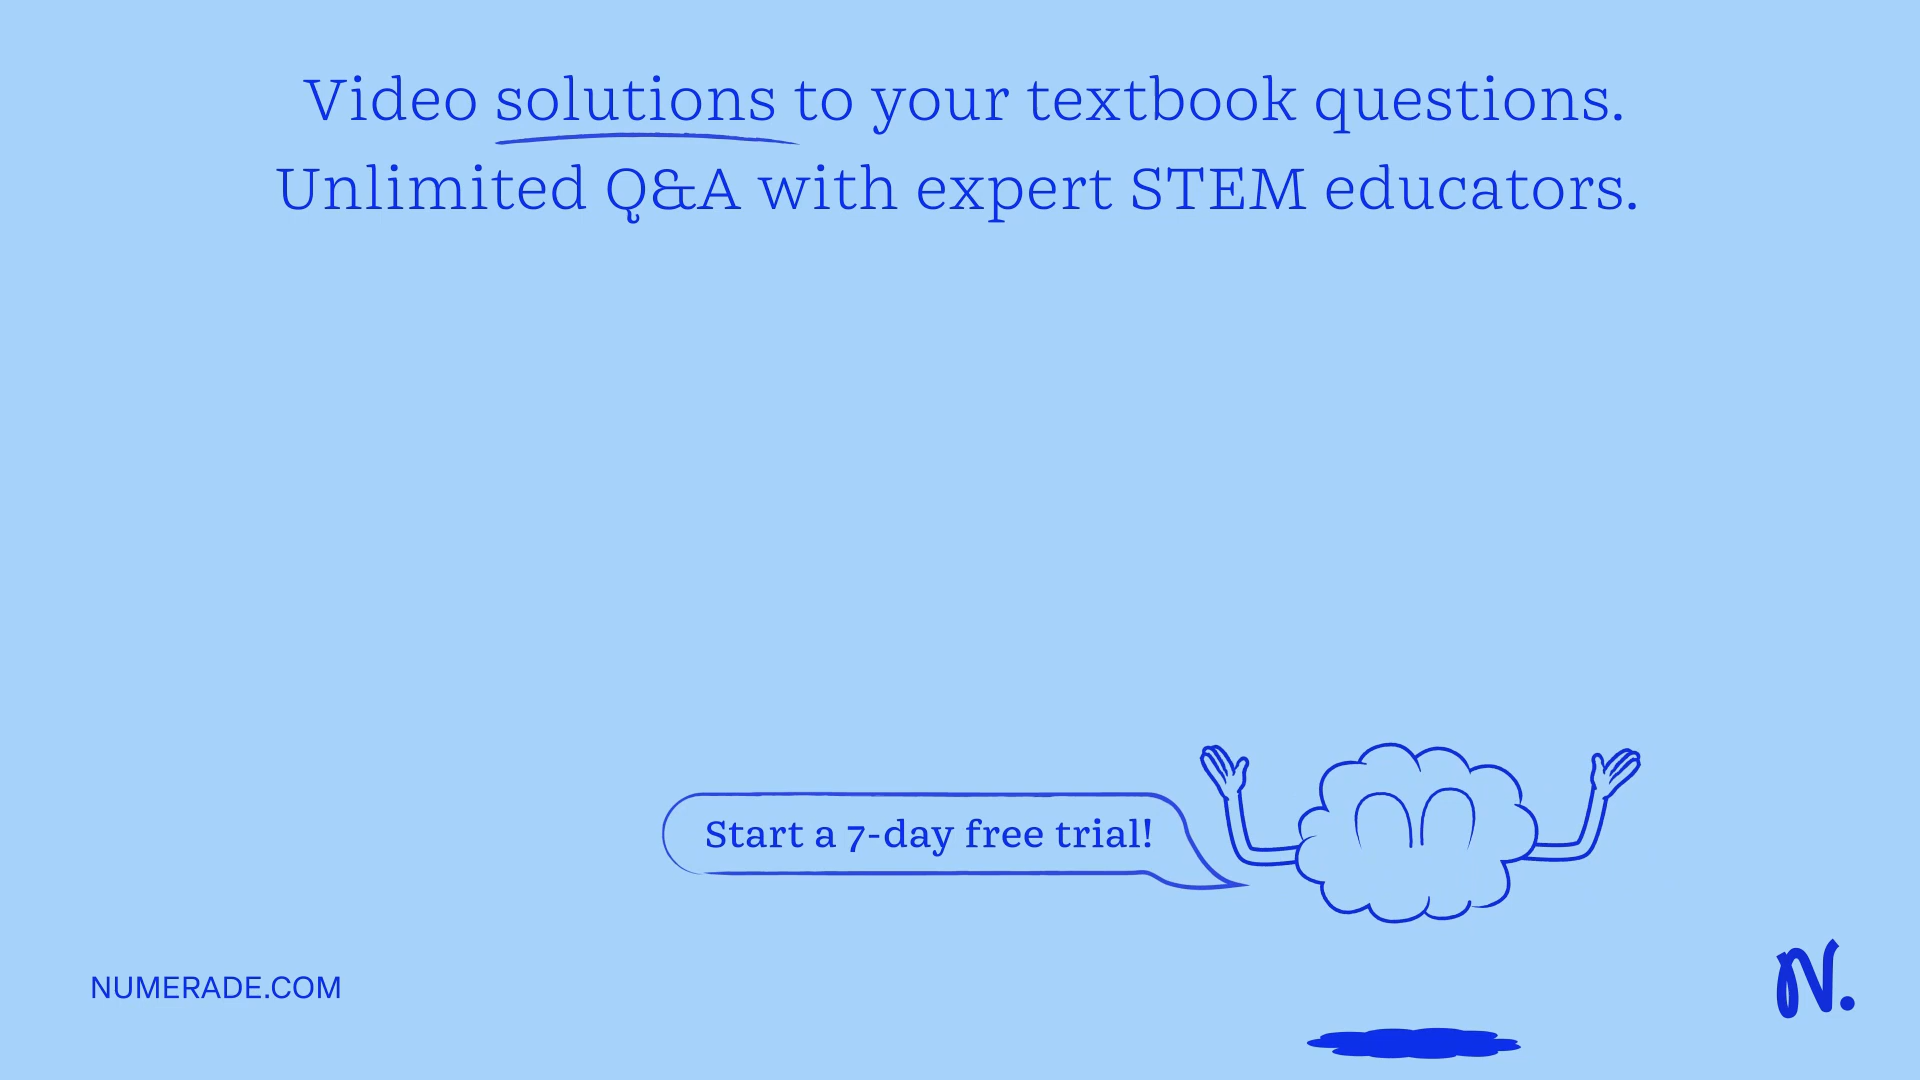 Video solutions to your textbook questions.
Unlimited Q&A with expert STEM educators.
Start a 7-day free trial!
NUMERADE.COM
N.